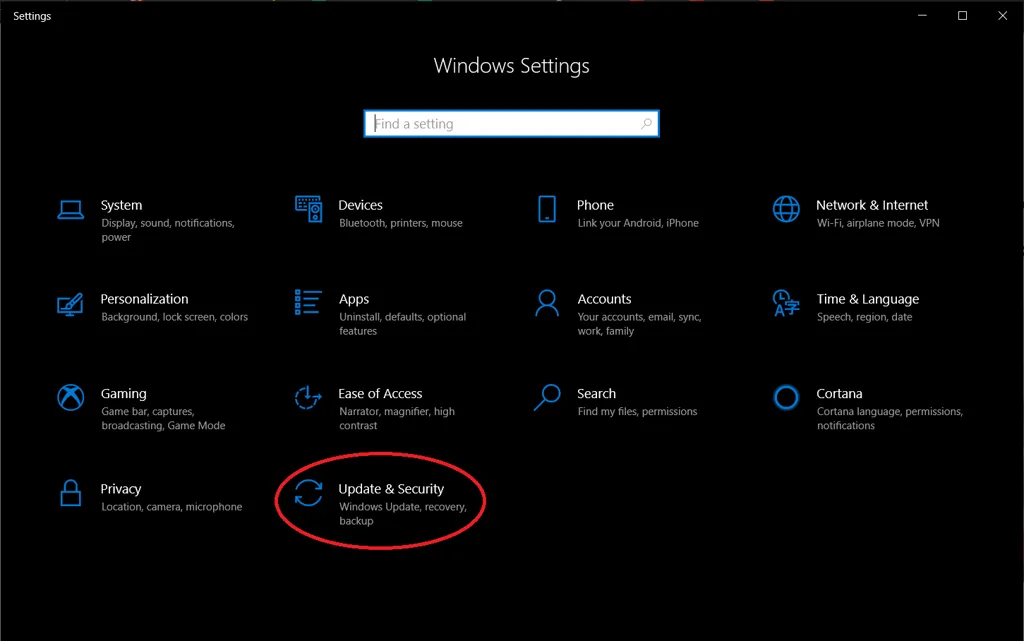 Settings
Windows Settings
Find a setting
System
Display, sound, notifications,
power
Devices
Bluetooth, printers, mouse
Phone
Link your Android, iPhone
Network & Internet
Wi-Fi, airplane mode, VPN
Personalization
Background, lock screen, colors
Apps
Uninstall, defaults, optional
features
Accounts
Your accounts, email, sync,
work, family
Time & Language
Speech, region, date
Gaming
Game bar, captures,
broadcasting, Game Mode
Ease of Access
Narrator, magnifier, high
contrast
Search
Find my files, permissions
Cortana
Cortana language, permissions,
notifications
Privacy
Location, camera, microphone
Update & Security
Windows Update, recovery,
backup